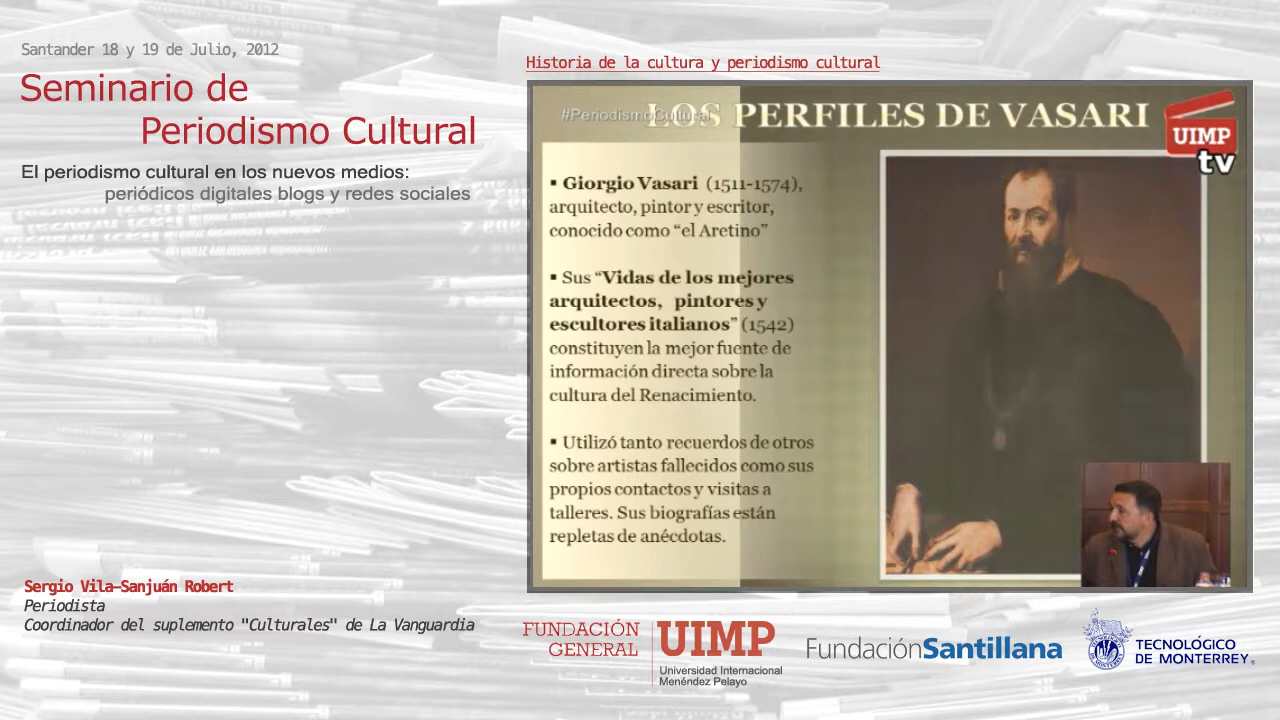 Santander 18 y 19 de Julio, 2012
Seminario de
Periodismo Cultural
El periodismo cultural en los nuevos medios:
periódicos digitales blogs y redes sociales
Historia de la cultura y periodismo cultural
#PeriodismoCultural
LOS PERFILES DE VASARI
UIMP
tv
▪ Giorgio Vasari (1511-1574),
arquitecto, pintor y escritor,
conocido como “el Aretino”
▪ Sus “Vidas de los mejores
arquitectos, pintores y
escultores italianos” (1542)
constituyen la mejor fuente de
información directa sobre la
cultura del Renacimiento.
▪ Utilizó tanto recuerdos de otros
sobre artistas fallecidos como sus
propios contactos y visitas a
talleres. Sus biografías están
repletas de anécdotas.
Sergio Vila-Sanjuán Robert
Periodista
Coordinador del suplemento "Culturales" de La Vanguardia
FUNDACIÓN
GENERAL
UIMP
Universidad Internacional
Menéndez Pelayo
FundaciónSantillana
TECNOLÓGICO
DE MONTERREY®